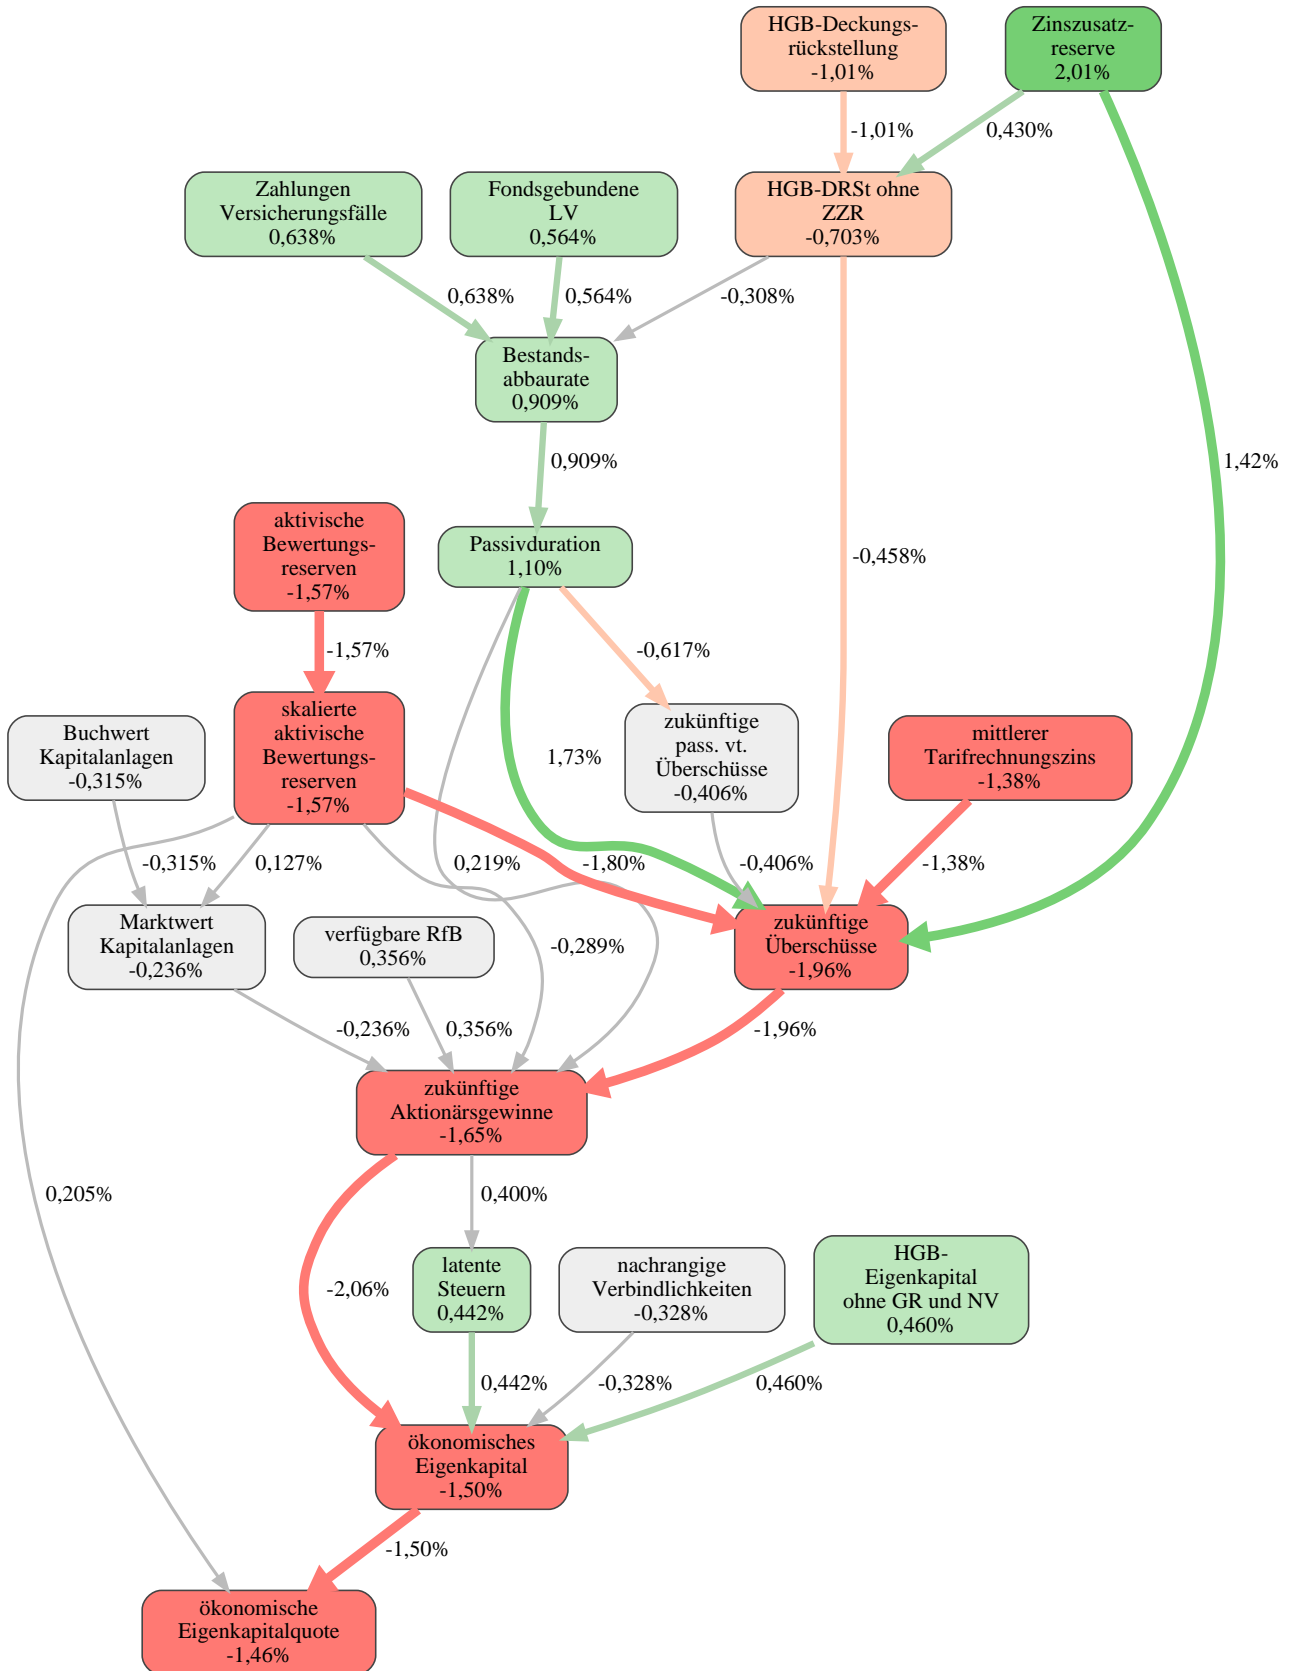 HGB-Deckungs-
rückstellung
-1,01%
Zinszusatz-
reserve
2,01%
-1,01%
0,430%
Zahlungen
Versicherungsfälle
0,638%
Fondsgebundene
LV
0,564%
HGB-DRSt ohne
ZZR
-0,703%
0,638%
0,564%
-0,308%
Bestands-
abbaurate
0,909%
0,909%
1,42%
aktivische
Bewertungs-
reserven
-1,57%
Passivduration
1,10%
-0,458%
-1,57%
-0,617%
Buchwert
Kapitalanlagen
-0,315%
skalierte
aktivische
Bewertungs-
reserven
-1,57%
1,73%
zukünftige
pass. vt.
Überschüsse
-0,406%
mittlerer
Tarifrechnungszins
-1,38%
-0,315%
0,127%
0,219%
-1,80%
-0,406%
-1,38%
Marktwert
Kapitalanlagen
-0,236%
verfügbare RfB
0,356%
-0,289%
zukünftige
Überschüsse
-1,96%
-0,236%
0,356%
-1,96%
zukünftige
Aktionärsgewinne
-1,65%
0,205%
0,400%
-2,06%
latente
Steuern
0,442%
nachrangige
Verbindlichkeiten
-0,328%
HGB-
Eigenkapital
ohne GR und NV
0,460%
0,442%
-0,328%
0,460%
ökonomisches
Eigenkapital
-1,50%
-1,50%
ökonomische
Eigenkapitalquote
-1,46%